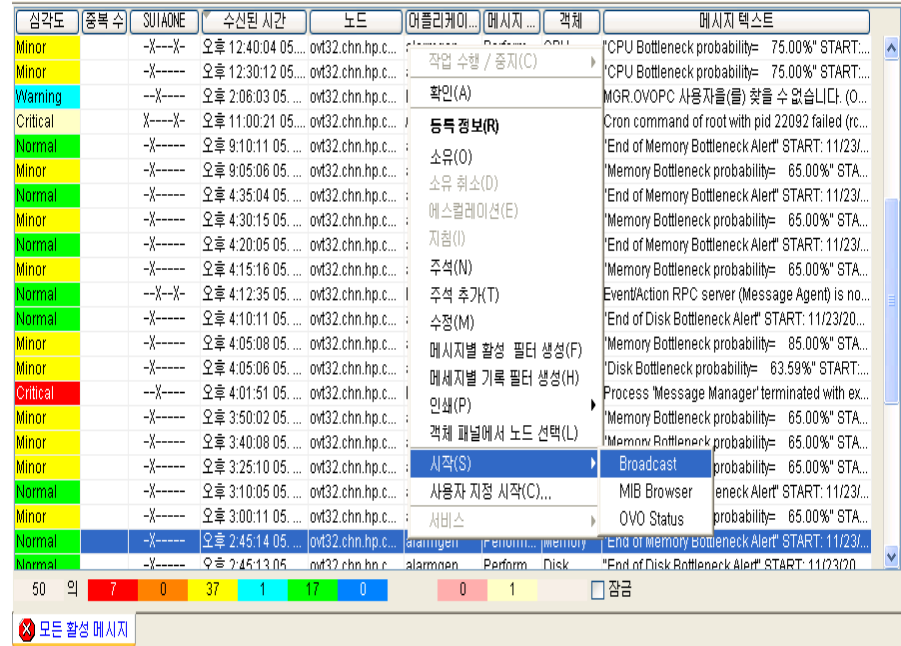 심각도 중복 수 SUIAONE 수신된 시간 노드 어플리케이... 메시지 ... 객체 메시지 텍스트
Minor -X---X- 오후 12:40:04 05.... ovt32.chn.hp.c... "CPU Bottleneck probability= 75.00%" START:...
Minor -X----- 오후 12:30:12 05.... ovt32.chn.hp.c... "CPU Bottleneck probability= 75.00%" START:...
Warning --X---- 오후 2:06:03 05. ... ovt32.chn.hp.c... MGR.OVOPC 사용자을(를) 찾을 수 없습니다. (O...
Critical X----X- 오후 11:00:21 05.... ovt32.chn.hp.c... Cron command of root with pid 22092 failed (rc...
Normal -X----- 오후 9:10:11 05. ... ovt32.chn.hp.c... "End of Memory Bottleneck Alert" START: 11/23/...
Minor -X----- 오후 9:05:06 05. ... ovt32.chn.hp.c... "Memory Bottleneck probability= 65.00%" STA...
Normal -X----- 오후 4:35:04 05. ... ovt32.chn.hp.c... "End of Memory Bottleneck Alert" START: 11/23/...
Minor -X----- 오후 4:30:15 05. ... ovt32.chn.hp.c... "Memory Bottleneck probability= 65.00%" STA...
Normal -X----- 오후 4:20:05 05. ... ovt32.chn.hp.c... "End of Memory Bottleneck Alert" START: 11/23/...
Minor -X----- 오후 4:15:16 05. ... ovt32.chn.hp.c... "Memory Bottleneck probability= 65.00%" STA...
Normal --X--X- 오후 4:12:35 05. ... ovt32.chn.hp.c... Event/Action RPC server (Message Agent) is no...
Normal -X----- 오후 4:10:11 05. ... ovt32.chn.hp.c... "End of Disk Bottleneck Alert" START: 11/23/20...
Minor -X----- 오후 4:05:08 05. ... ovt32.chn.hp.c... "Memory Bottleneck probability= 85.00%" STA...
Minor -X----- 오후 4:05:06 05. ... ovt32.chn.hp.c... "Disk Bottleneck probability= 63.59%" START:...
Critical --X---- 오후 4:01:51 05. ... ovt32.chn.hp.c... Process 'Message Manager' terminated with ex...
Minor -X----- 오후 3:50:02 05. ... ovt32.chn.hp.c... "Memory Bottleneck probability= 65.00%" STA...
Minor -X----- 오후 3:40:08 05. ... ovt32.chn.hp.c... "Memory Bottleneck probability= 65.00%" STA...
Minor -X----- 오후 3:25:10 05. ... ovt32.chn.hp.c... probability= 65.00%" STA...
Normal -X----- 오후 3:10:05 05. ... ovt32.chn.hp.c... eneck Alert" START: 11/23/...
Minor -X----- 오후 3:00:11 05. ... ovt32.chn.hp.c... probability= 65.00%" STA...
Normal -X----- 오후 2:45:14 05. ... ovt32.chn.hp.c... alarmgen Perform... Memory "End of Memory Bottleneck Alert" START: 11/23/...
Normal -X----- 오후 2:45:13 05. ovt32.chn.hp.c alarmgen Perform Disk "End of Disk Bottleneck Alert" START: 11/23/20
작업 수행 / 중지(C)
확인(A)
등록 정보(R)
소유(O)
소유 취소(D)
에스컬레이션(E)
지침(I)
주석(N)
주석 추가(T)
수정(M)
메시지별 활성 필터 생성(F)
메세지별 기록 필터 생성(H)
인쇄(P)
객체 패널에서 노드 선택(L)
시작(S)
사용자 지정 시작(C)...
서비스
Broadcast
MIB Browser
OVO Status
50 의 7 0 37 1 17 0 0 1 잠금
모든 활성 메시지